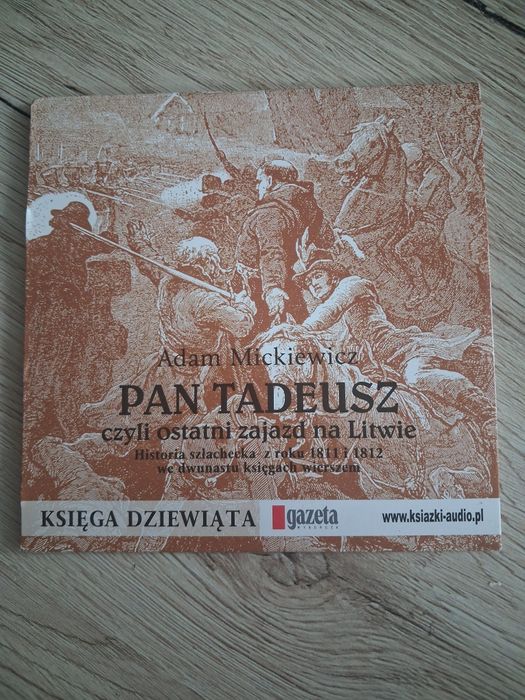 Adam Mickiewicz
PAN TADEUSZ
czyli ostatni zajazd na Litwie
Historia szlachecka z roku 1811 i 1812
we dwunastu księgach wierszem
KSIĘGA DZIEWIĄTA gazeta www.ksiazki-audio.pl
WYBORCZA